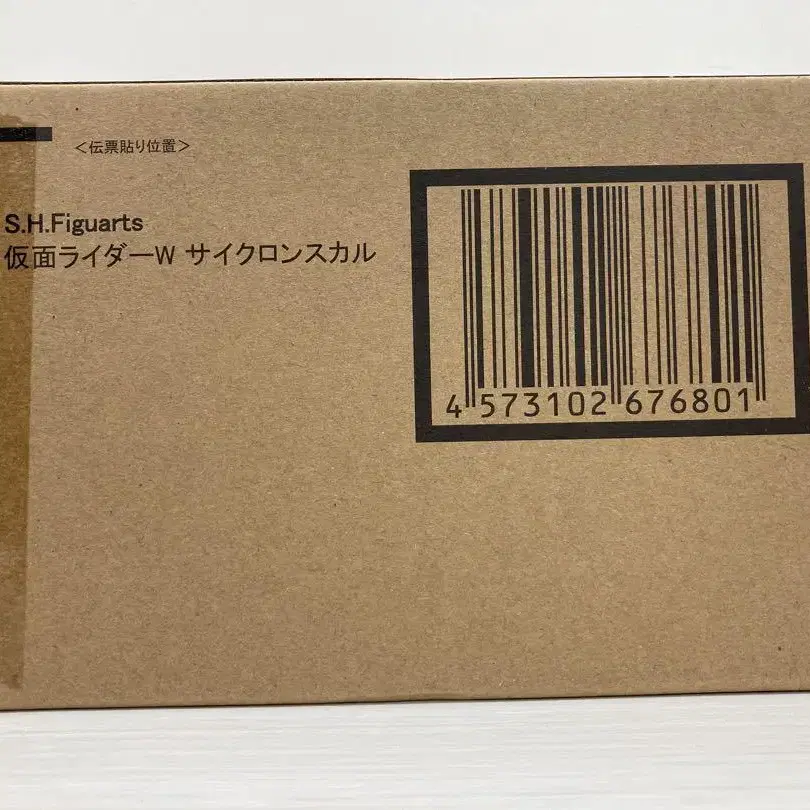 <伝票貼り位置>
S.H.Figuarts
仮面ライダーW サイクロンスカル
4 573102 676801